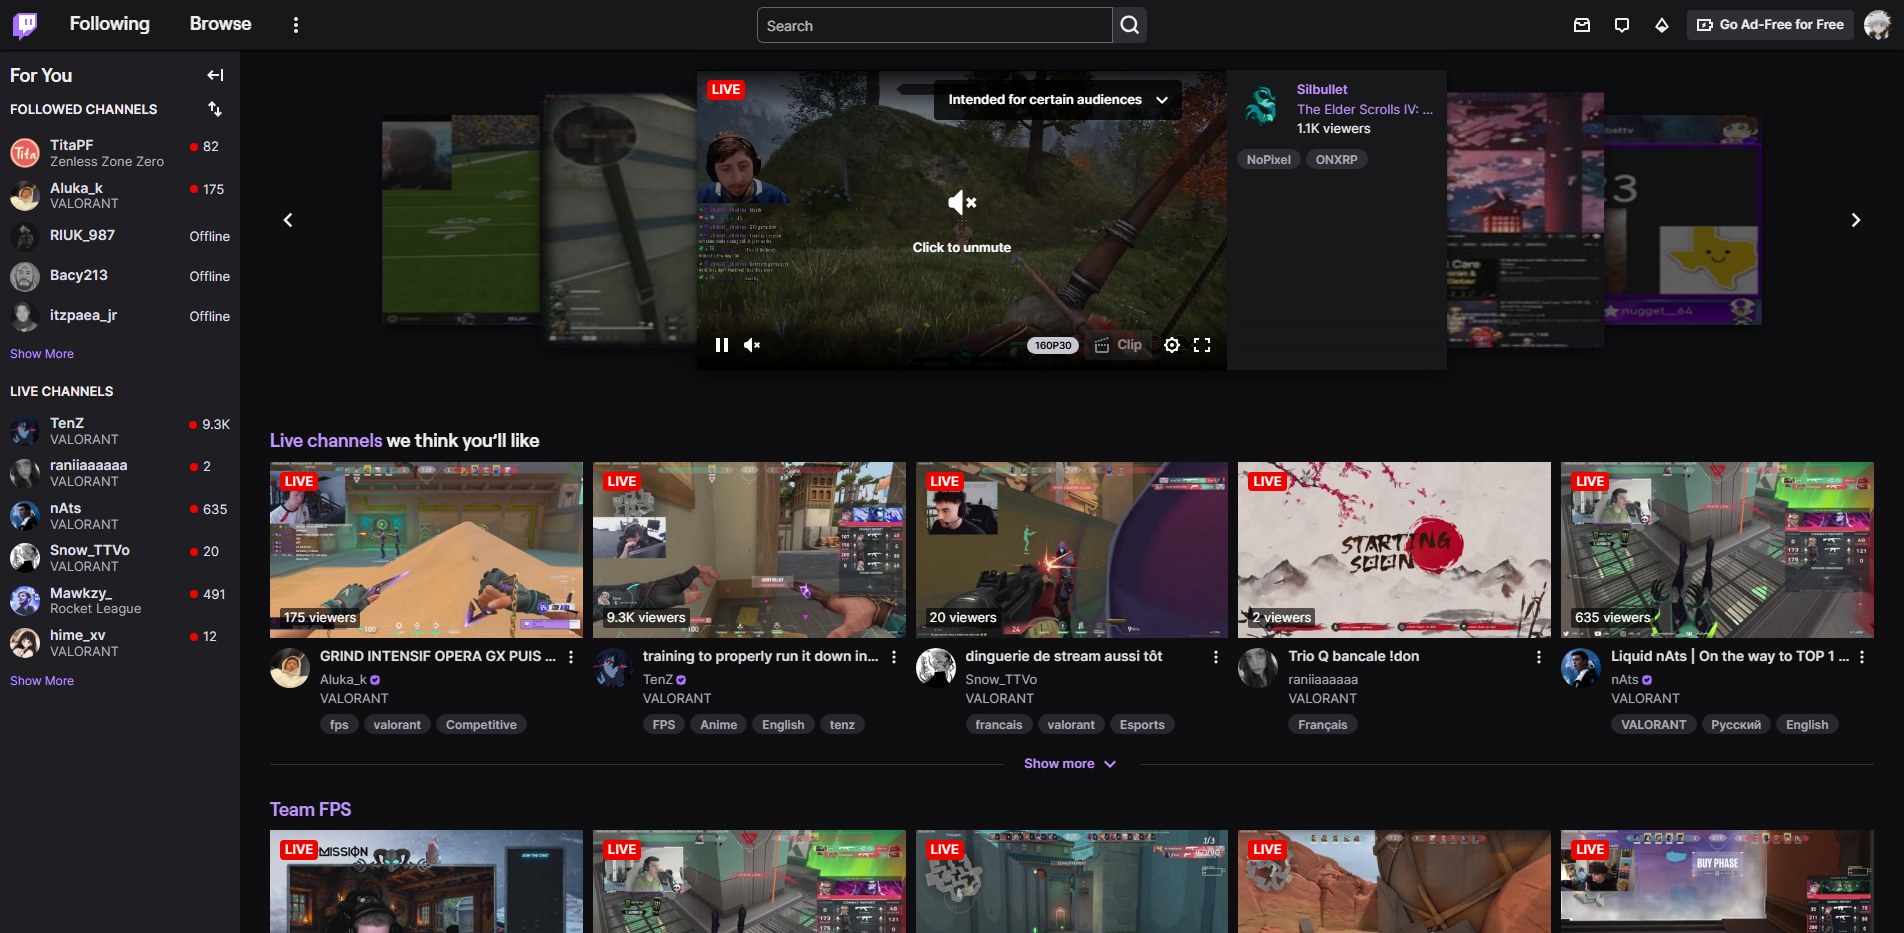 Following
Browse
Search
Go Ad-Free for Free
For You
FOLLOWED CHANNELS
TitaPF
82
Zenless Zone Zero
Aluka_k
175
VALORANT
RIUK_987
Offline
Bacy213
Offline
itzpaea_jr
Offline
Show More
LIVE CHANNELS
TenZ
9.3K
VALORANT
raniiaaaaaa
2
VALORANT
nAts
635
VALORANT
Snow_TTVo
20
VALORANT
Mawkzy_
491
Rocket League
hime_xv
12
VALORANT
Show More
LIVE
Intended for certain audiences
Click to unmute
160P30
Clip
Silbullet
The Elder Scrolls IV: ...
1.1K viewers
NoPixel
ONXRP
nugget__64
Live channels we think you'll like
LIVE
175 viewers
GRIND INTENSIF OPERA GX PUIS ...
Aluka_k
VALORANT
fps
valorant
Competitive
LIVE
9.3K viewers
training to properly run it down in...
TenZ
VALORANT
FPS
Anime
English
tenz
LIVE
20 viewers
dinguerie de stream aussi tôt
Snow_TTVo
VALORANT
francais
valorant
Esports
LIVE
STARTING
SOON
2 viewers
Trio Q bancale !don
raniiaaaaaa
VALORANT
Français
LIVE
635 viewers
Liquid nAts | On the way to TOP 1 ...
nAts
VALORANT
VALORANT
Русский
English
Show more
Team FPS
LIVE
MISSION
JOIN THE CHAT
LIVE
LIVE
1/3
LIVE
LIVE
BUY PHASE